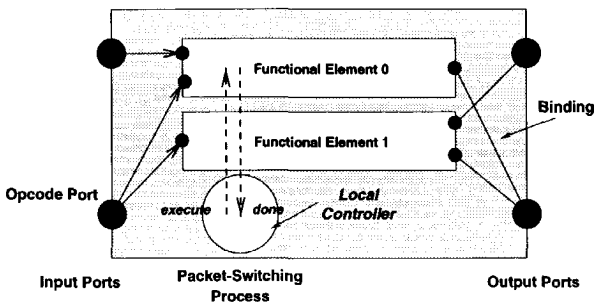 Functional Element 0
Binding
Functional Element 1
Opcode Port
execute
done
Local
Controller
Input Ports
Packet-Switching
Process
Output Ports